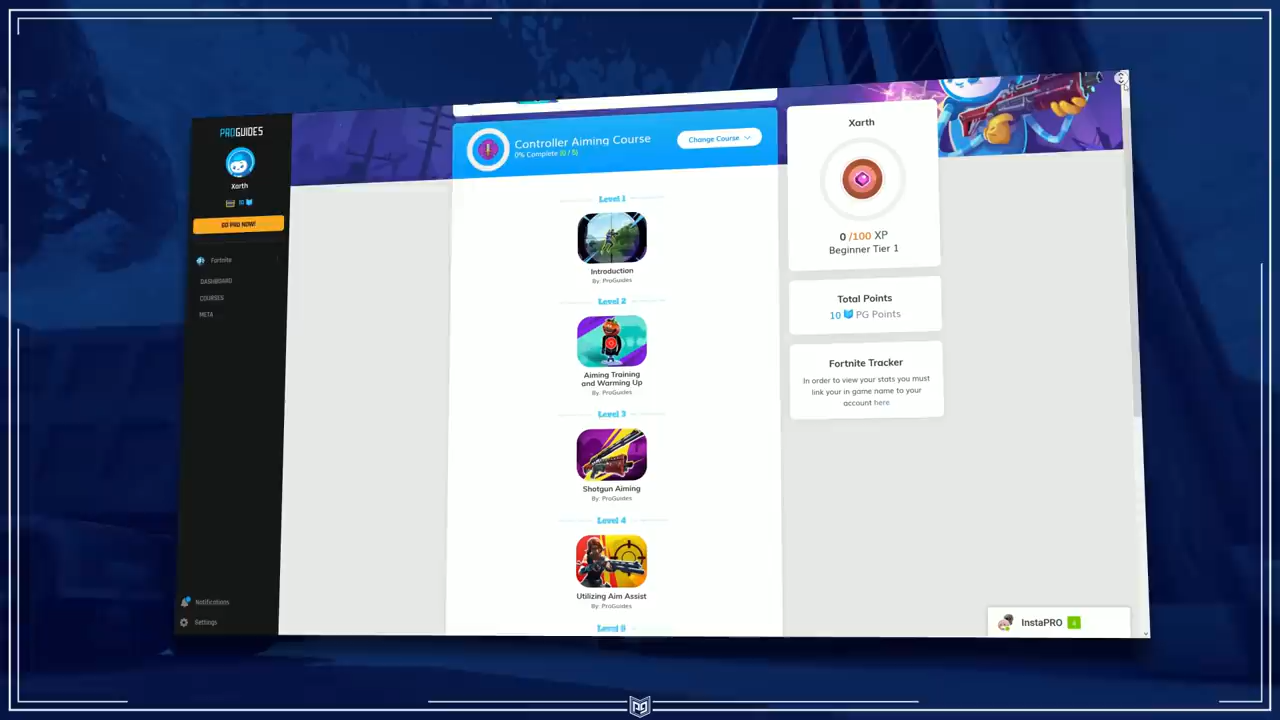 PROGUIDES
Xarth
10
GO PRO NOW!
Fortnite
DASHBOARD
COURSES
META
Notifications
Settings
Controller Aiming Course
0% Complete (0 / 5)
Change Course
Level 1
Introduction
By: ProGuides
Level 2
Aiming Training
and Warming Up
By: ProGuides
Level 3
Shotgun Aiming
By: ProGuides
Level 4
Utilizing Aim Assist
By: ProGuides
Level 5
Xarth
0 /100 XP
Beginner Tier 1
Total Points
10 PG Points
Fortnite Tracker
In order to view your stats you must
link your in game name to your
account here
InstaPRO
PG